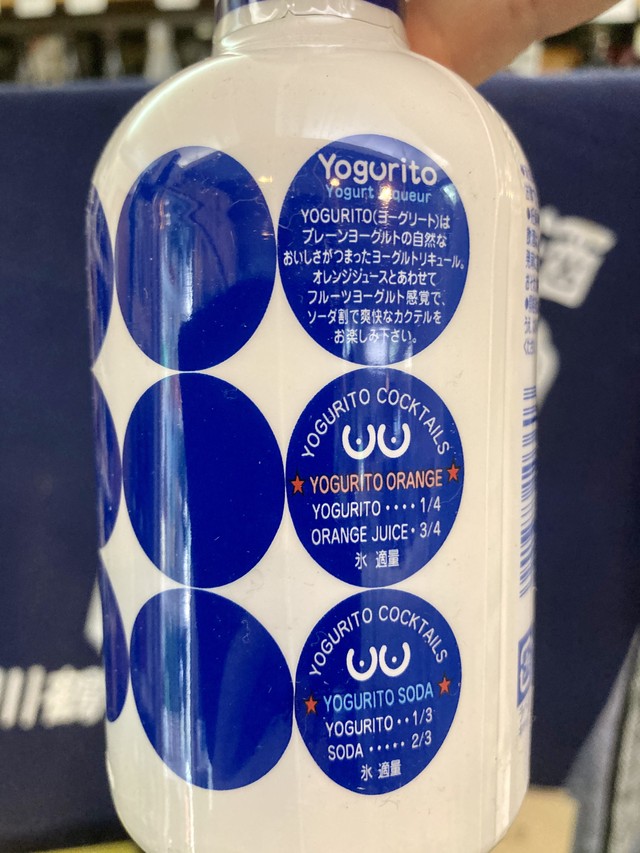 Yogurito
Yogurt Liqueur
YOGURITO(ヨーグリート)は
プレーンヨーグルトの自然な
おいしさがつまったヨーグルトリキュール。
オレンジジュースとあわせて
フルーツヨーグルト感覚で、
ソーダ割で爽快なカクテルを
お楽しみ下さい。
YOGURITO COCKTAILS
★ YOGURITO ORANGE ★
YOGURITO ···· 1/4
ORANGE JUICE · 3/4
氷 適量
YOGURITO COCKTAILS
★ YOGURITO SODA ★
YOGURITO ·· 1/3
SODA ····· 2/3
氷 適量
川鶴